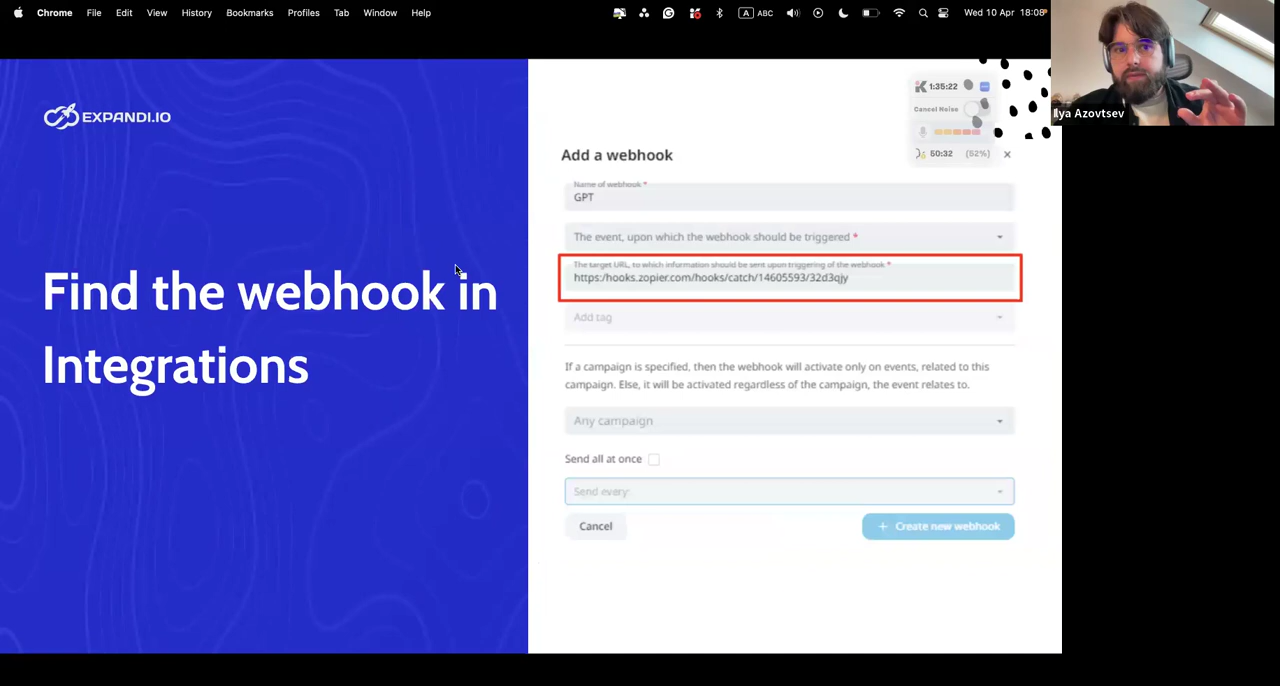 Chrome File Edit View History Bookmarks Profiles Tab Window Help
A ABC Wed 10 Apr 18:08
EXPANDI.IO
Find the webhook in
Integrations
1:35:22
Cancel Noise
50:32 (52%)
Add a webhook
Name of webhook *
GPT
The event, upon which the webhook should be triggered *
The target URL, to which information should be sent upon triggering of the webhook *
https:/hooks.zopier.com/hooks/catch/14605593/32d3qjy
Add tag
If a campaign is specified, then the webhook will activate only on events, related to this
campaign. Else, it will be activated regardless of the campaign, the event relates to.
Any campaign
Send all at once
Send every:
Cancel
+ Create new webhook
Ilya Azovtsev